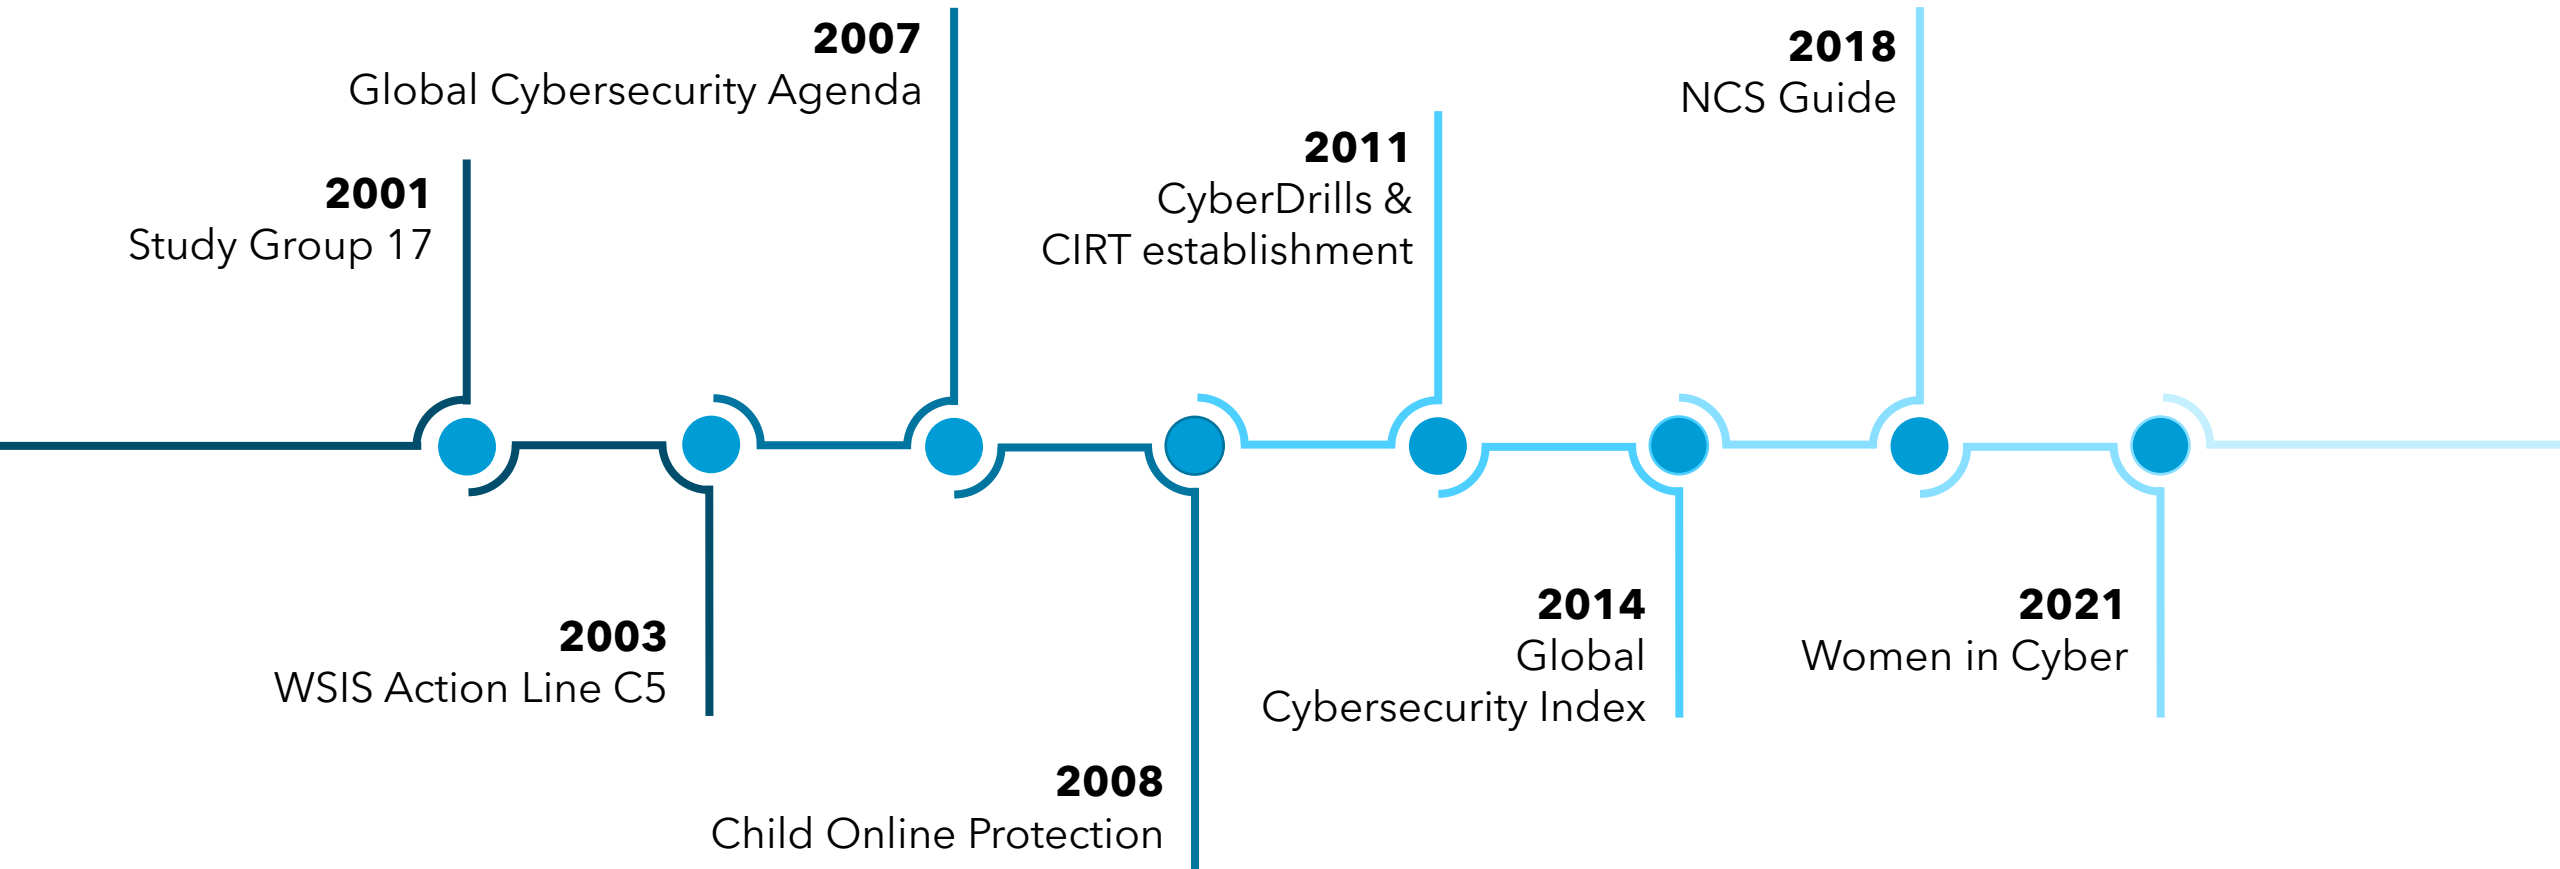 2001
Study Group 17
2003
WSIS Action Line C5
2007
Global Cybersecurity Agenda
2008
Child Online Protection
2011
CyberDrills &
CIRT establishment
2014
Global
Cybersecurity Index
2018
NCS Guide
2021
Women in Cyber